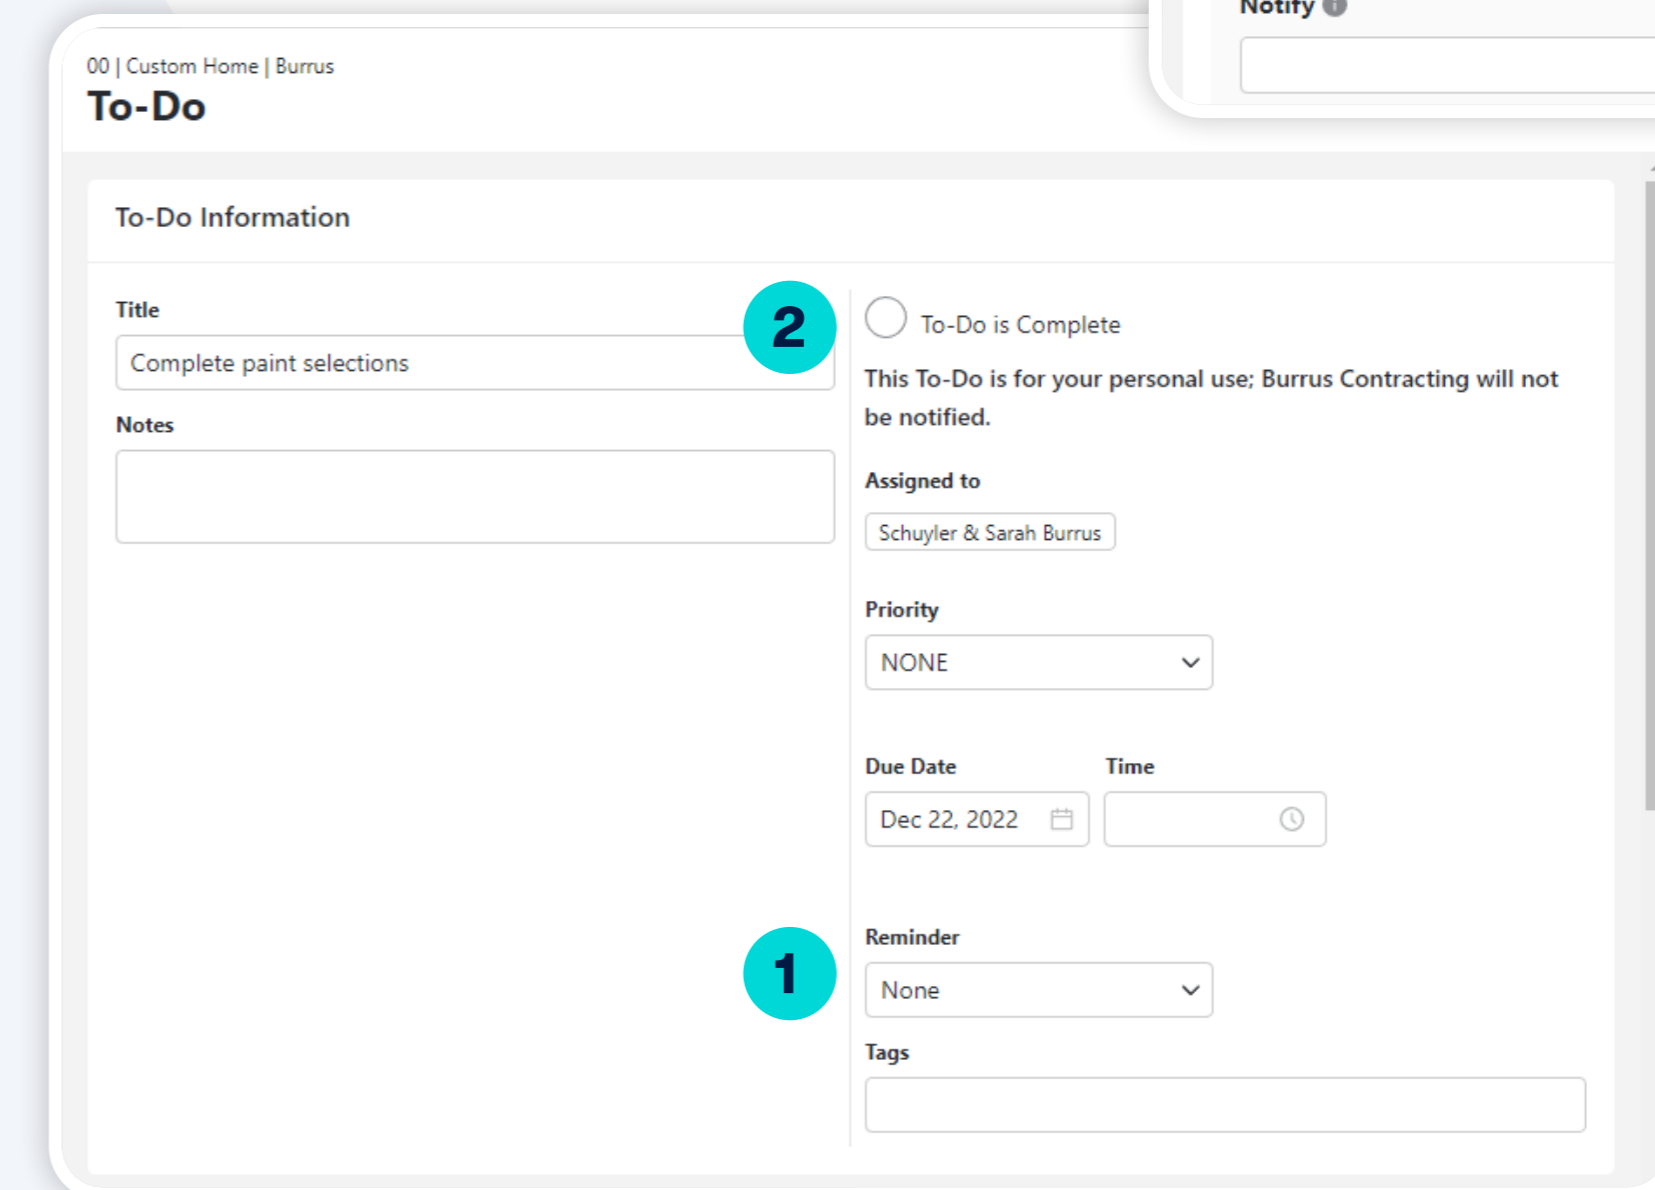 Notify
00 | Custom Home | Burrus
To-Do
To-Do Information
Title
Complete paint selections
Notes
2
To-Do is Complete
This To-Do is for your personal use; Burrus Contracting will not
be notified.
Assigned to
Schuyler & Sarah Burrus
Priority
NONE
Due Date Time
Dec 22, 2022
1
Reminder
None
Tags